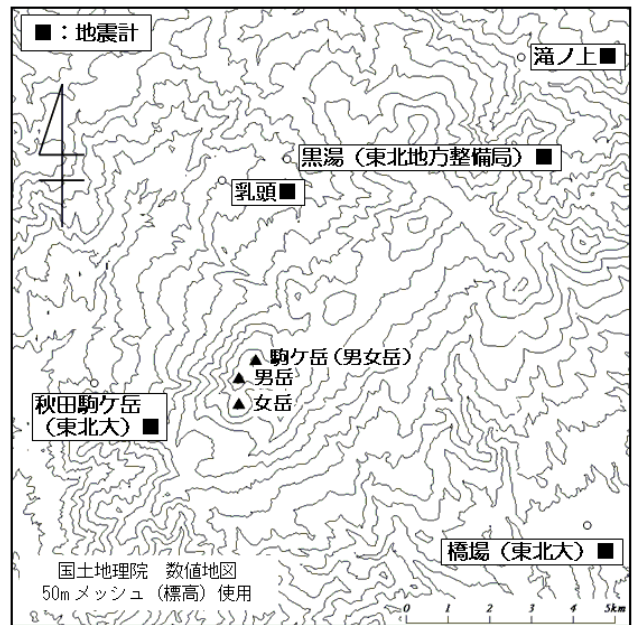 ■:地震計
滝ノ上■
黒湯(東北地方整備局)■
乳頭■
駒ケ岳(男女岳)
男岳
女岳
秋田駒ケ岳
(東北大)■
橋場(東北大)■
国土地理院 数値地図
50mメッシュ(標高)使用
0 1 2 3 4 5km